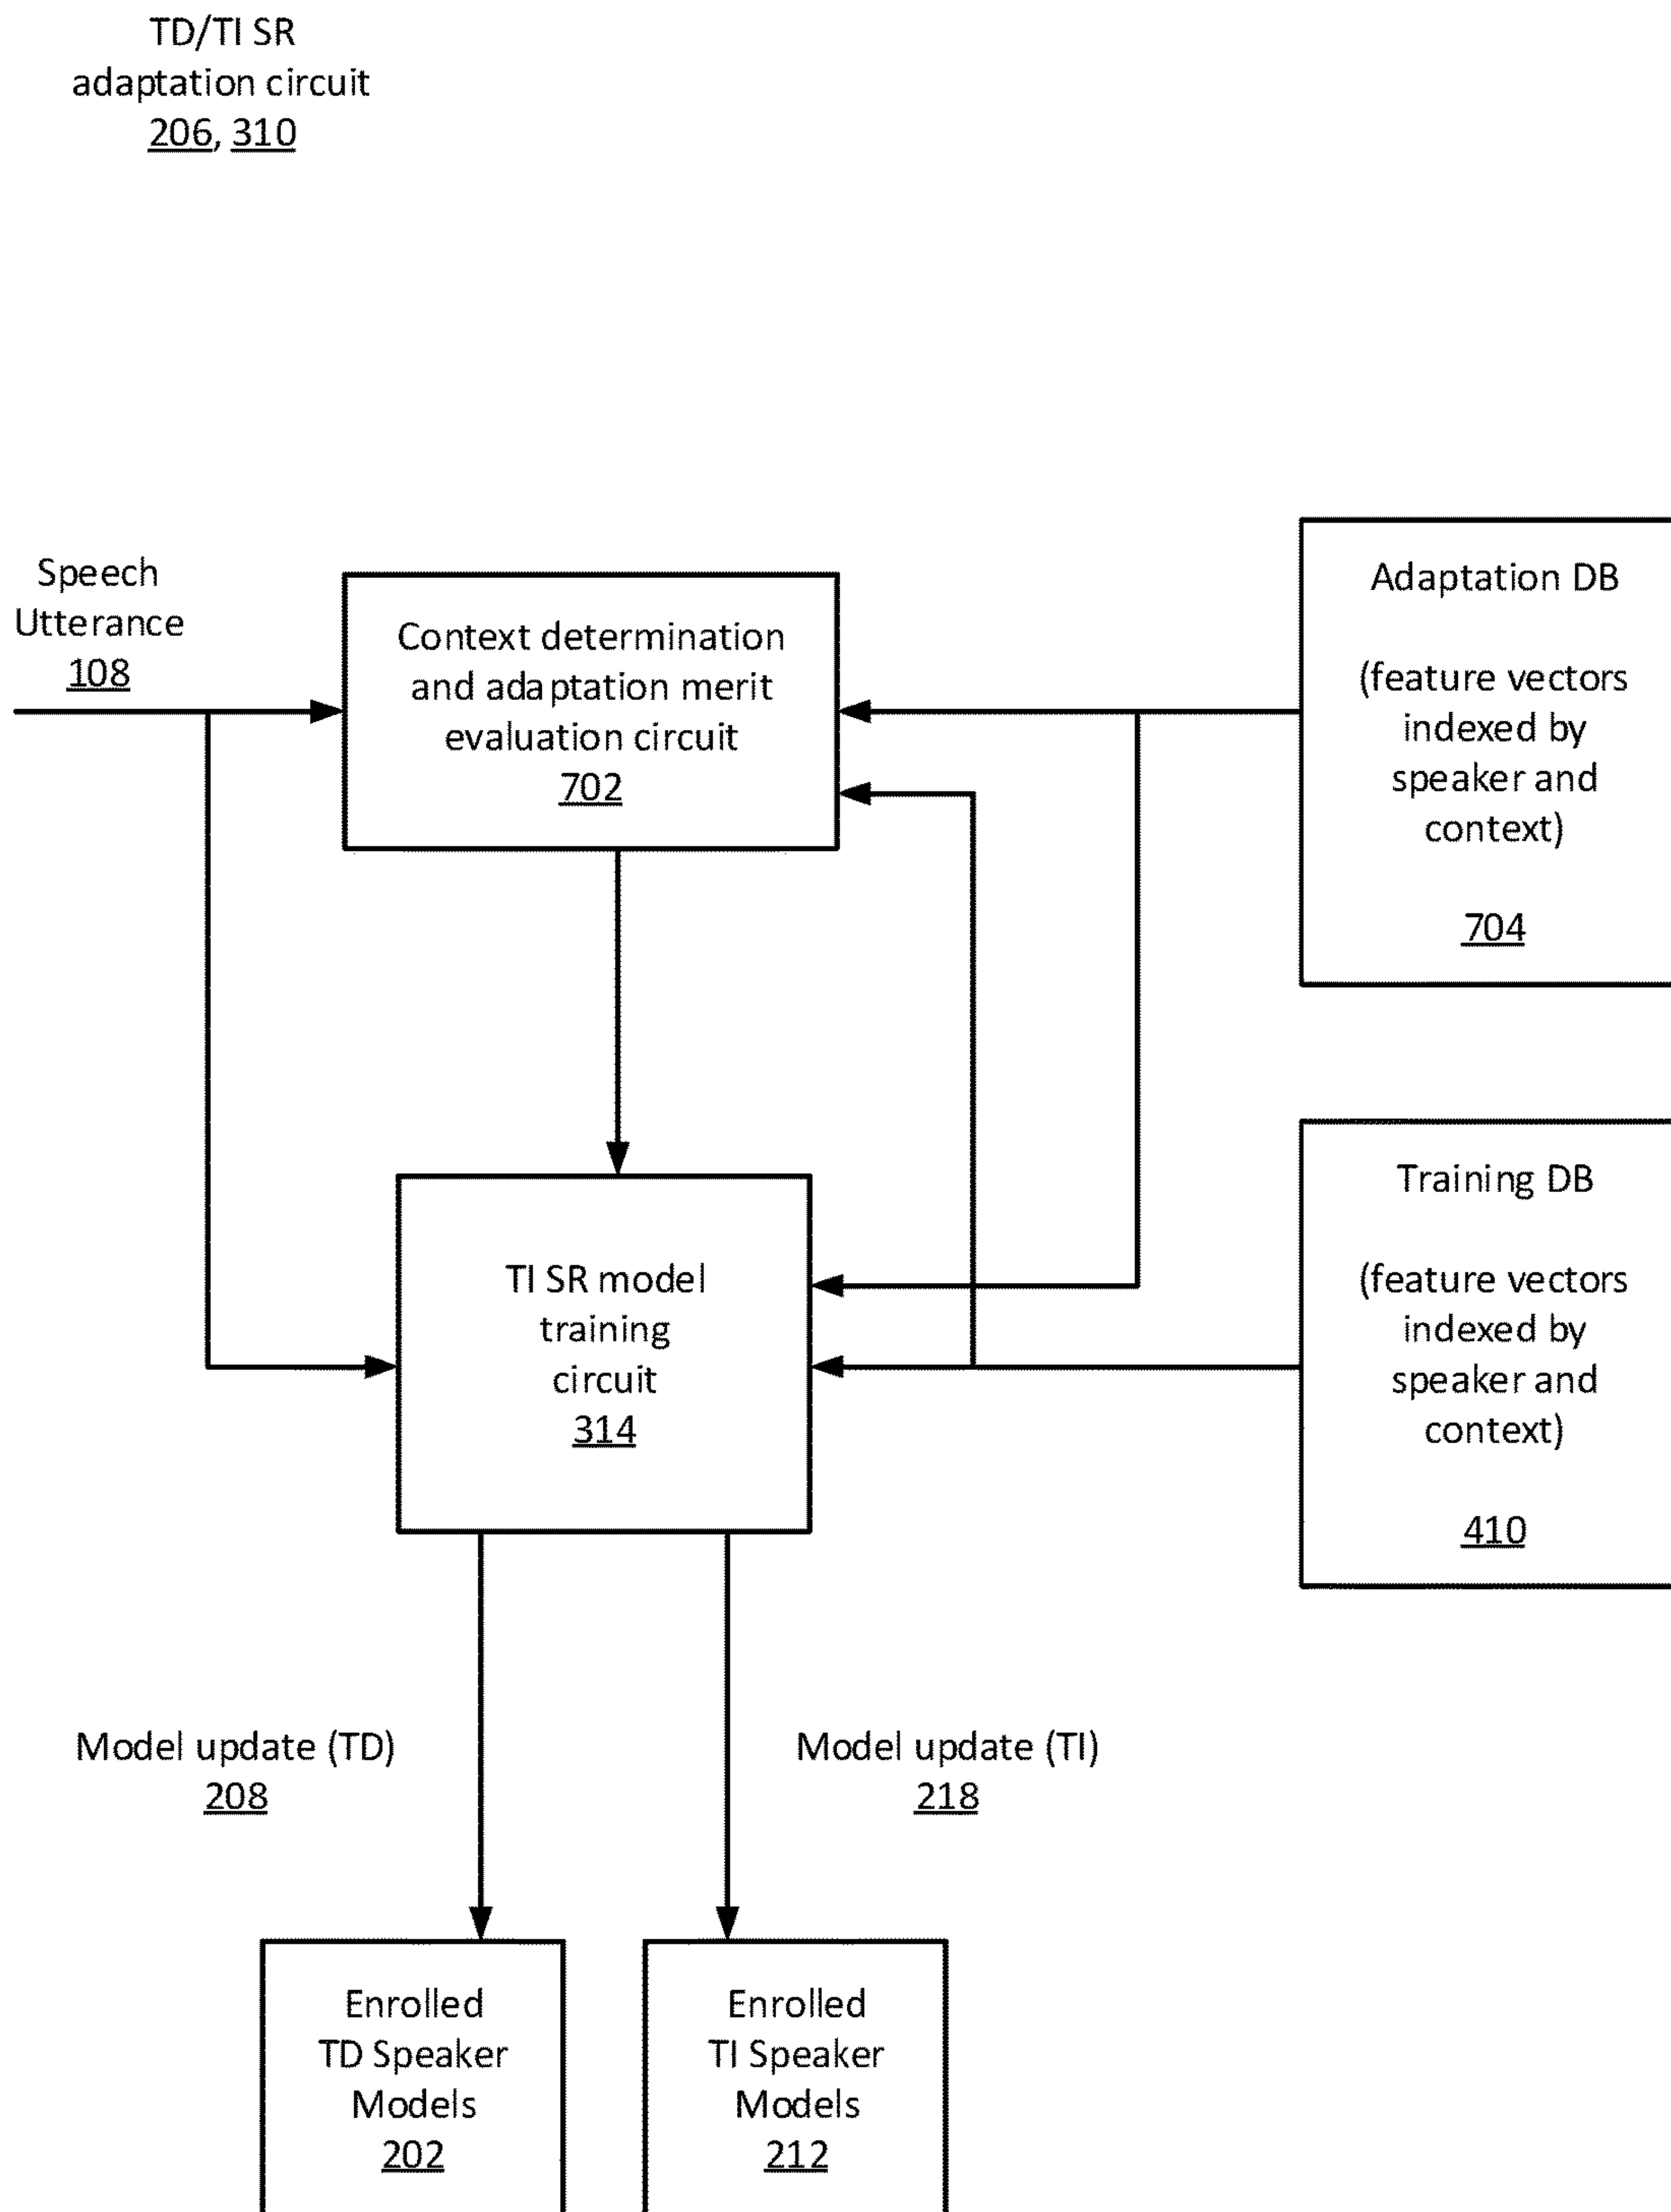 TD/TI SR
adaptation circuit
206, 310
Speech
Utterance
108
Context determination
and adaptation merit
evaluation circuit
702
Adaptation DB
(feature vectors
indexed by
speaker and
context)
704
TI SR model
training
circuit
314
Training DB
(feature vectors
indexed by
speaker and
context)
410
Model update (TD)
208
Model update (TI)
218
Enrolled
TD Speaker
Models
202
Enrolled
TI Speaker
Models
212